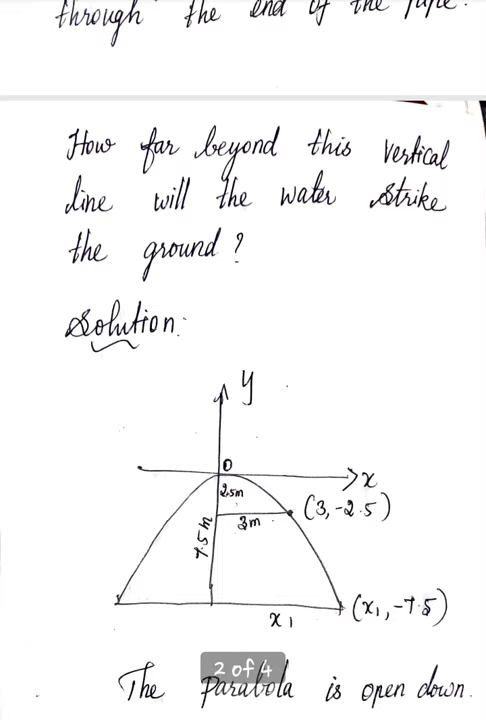 through the end of the pipe.
How far beyond this vertical
line will the water strike
the ground?
Solution:
y
0
x
2.5m
3m
(3,-2.5)
7.5m
x1
(x1,-7.5)
2 of 4
The Parabola is open down.